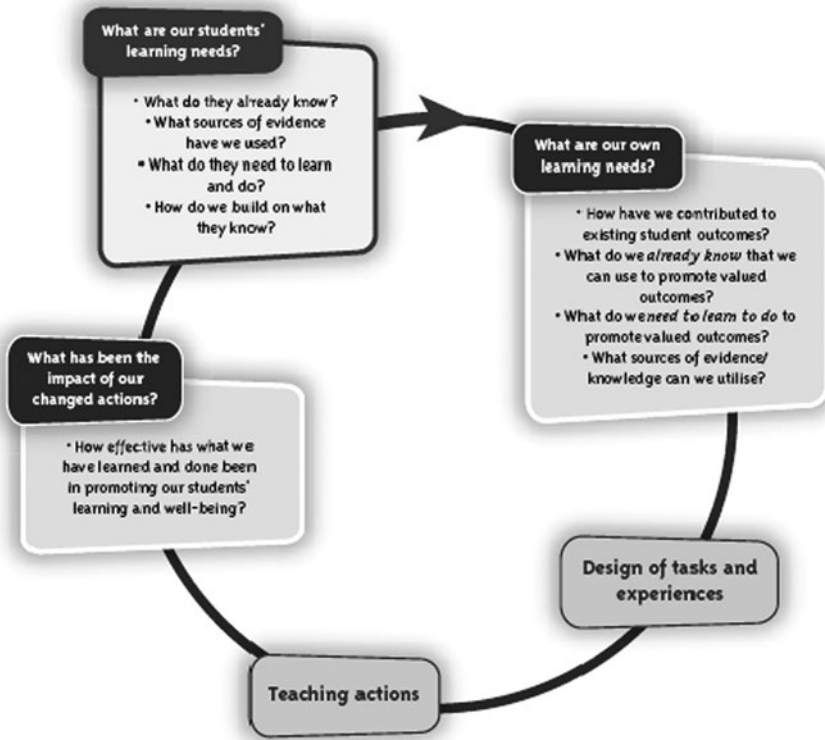 What are our students'
learning needs?
• What do they already know?
• What sources of evidence
have we used?
• What do they need to learn
and do?
• How do we build on what
they know?
What are our own
learning needs?
• How have we contributed to
existing student outcomes?
• What do we already know that we
can use to promote valued
outcomes?
• What do we need to learn to do to
promote valued outcomes?
• What sources of evidence/
knowledge can we utilise?
Design of tasks and
experiences
Teaching actions
What has been the
impact of our
changed actions?
• How effective has what we
have learned and done been
in promoting our students'
learning and well-being?